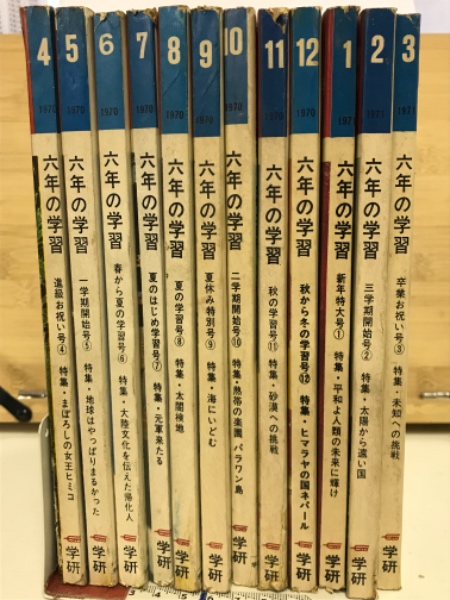 4
1970
六年の学習
進級お祝い号④
特集・まぼろしの女王ヒミコ
学研
5
1970
六年の学習
一学期開始号⑤
特集・地球はやっぱりまるかった
学研
6
1970
六年の学習
春から夏の学習号⑥
特集・大陸文化を伝えた帰化人
学研
7
1970
六年の学習
夏のはじめ学習号⑦
特集・元軍来たる
学研
8
1970
六年の学習
夏の学習号⑧
特集・太閤検地
学研
9
1970
六年の学習
夏休み特別号⑨
特集・海にいどむ
学研
10
1970
六年の学習
二学期開始号⑩
特集・熱帯の楽園 パラワン島
学研
11
1970
六年の学習
秋の学習号⑪
特集・砂漠への挑戦
学研
12
1970
六年の学習
秋から冬の学習号⑫
特集・ヒマラヤの国ネパール
学研
1
1971
六年の学習
新年特大号①
特集・平和よ人類の未来に輝け
学研
2
1971
六年の学習
三学期開始号②
特集・太陽から遠い国
学研
3
1971
六年の学習
卒業お祝い号③
特集・未知への挑戦
学研